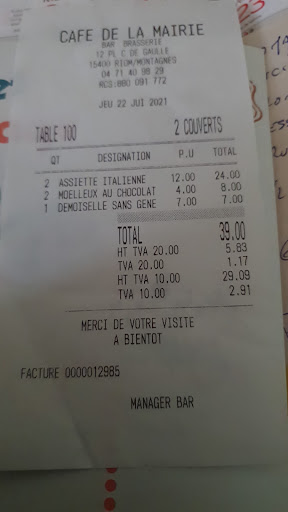 CAFE DE LA MAIRIE
BAR BRASSERIE
12 PL C DE GAULLE
15400 RIOM/MONTAGNES
04 71 40 98 29
RCS:880 091 772
JEU 22 JUI 2021
TABLE 100 2 COUVERTS
QT DESIGNATION P.U TOTAL
2 ASSIETTE ITALIENNE 12.00 24.00
2 MOELLEUX AU CHOCOLAT 4.00 8.00
1 DEMOISELLE SANS GENE 7.00 7.00
TOTAL 39.00
HT TVA 20.00 5.83
TVA 20.00 1.17
HT TVA 10.00 29.09
TVA 10.00 2.91
MERCI DE VOTRE VISITE
A BIENTOT
FACTURE 0000012985
MANAGER BAR